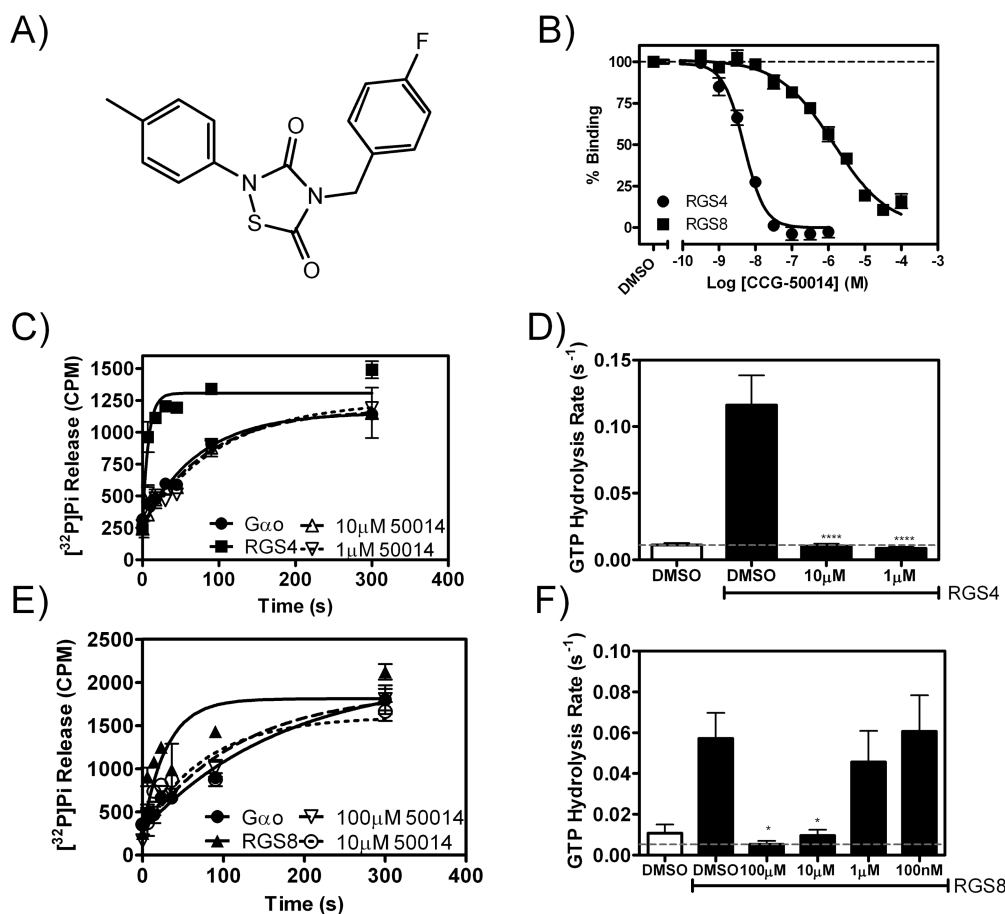 A)
F
O
N
N
S
O
B)
% Binding
100
75
50
25
0
RGS4
RGS8
DMSO
-10 -9 -8 -7 -6 -5 -4 -3
Log [CCG-50014] (M)
C)
[³²P]Pi Release (CPM)
1500
1250
1000
750
500
250
0
Gαo
RGS4
10μM 50014
1μM 50014
0 100 200 300 400
Time (s)
D)
GTP Hydrolysis Rate (s⁻¹)
0.15
0.10
0.05
0.00
**** ****
DMSO DMSO 10μM 1μM
RGS4
E)
[³²P]Pi Release (CPM)
2500
2000
1500
1000
500
0
Gαo
RGS8
100μM 50014
10μM 50014
0 100 200 300 400
Time (s)
F)
GTP Hydrolysis Rate (s⁻¹)
0.10
0.08
0.06
0.04
0.02
0.00
* *
DMSO DMSO 100μM 10μM 1μM 100nM
RGS8